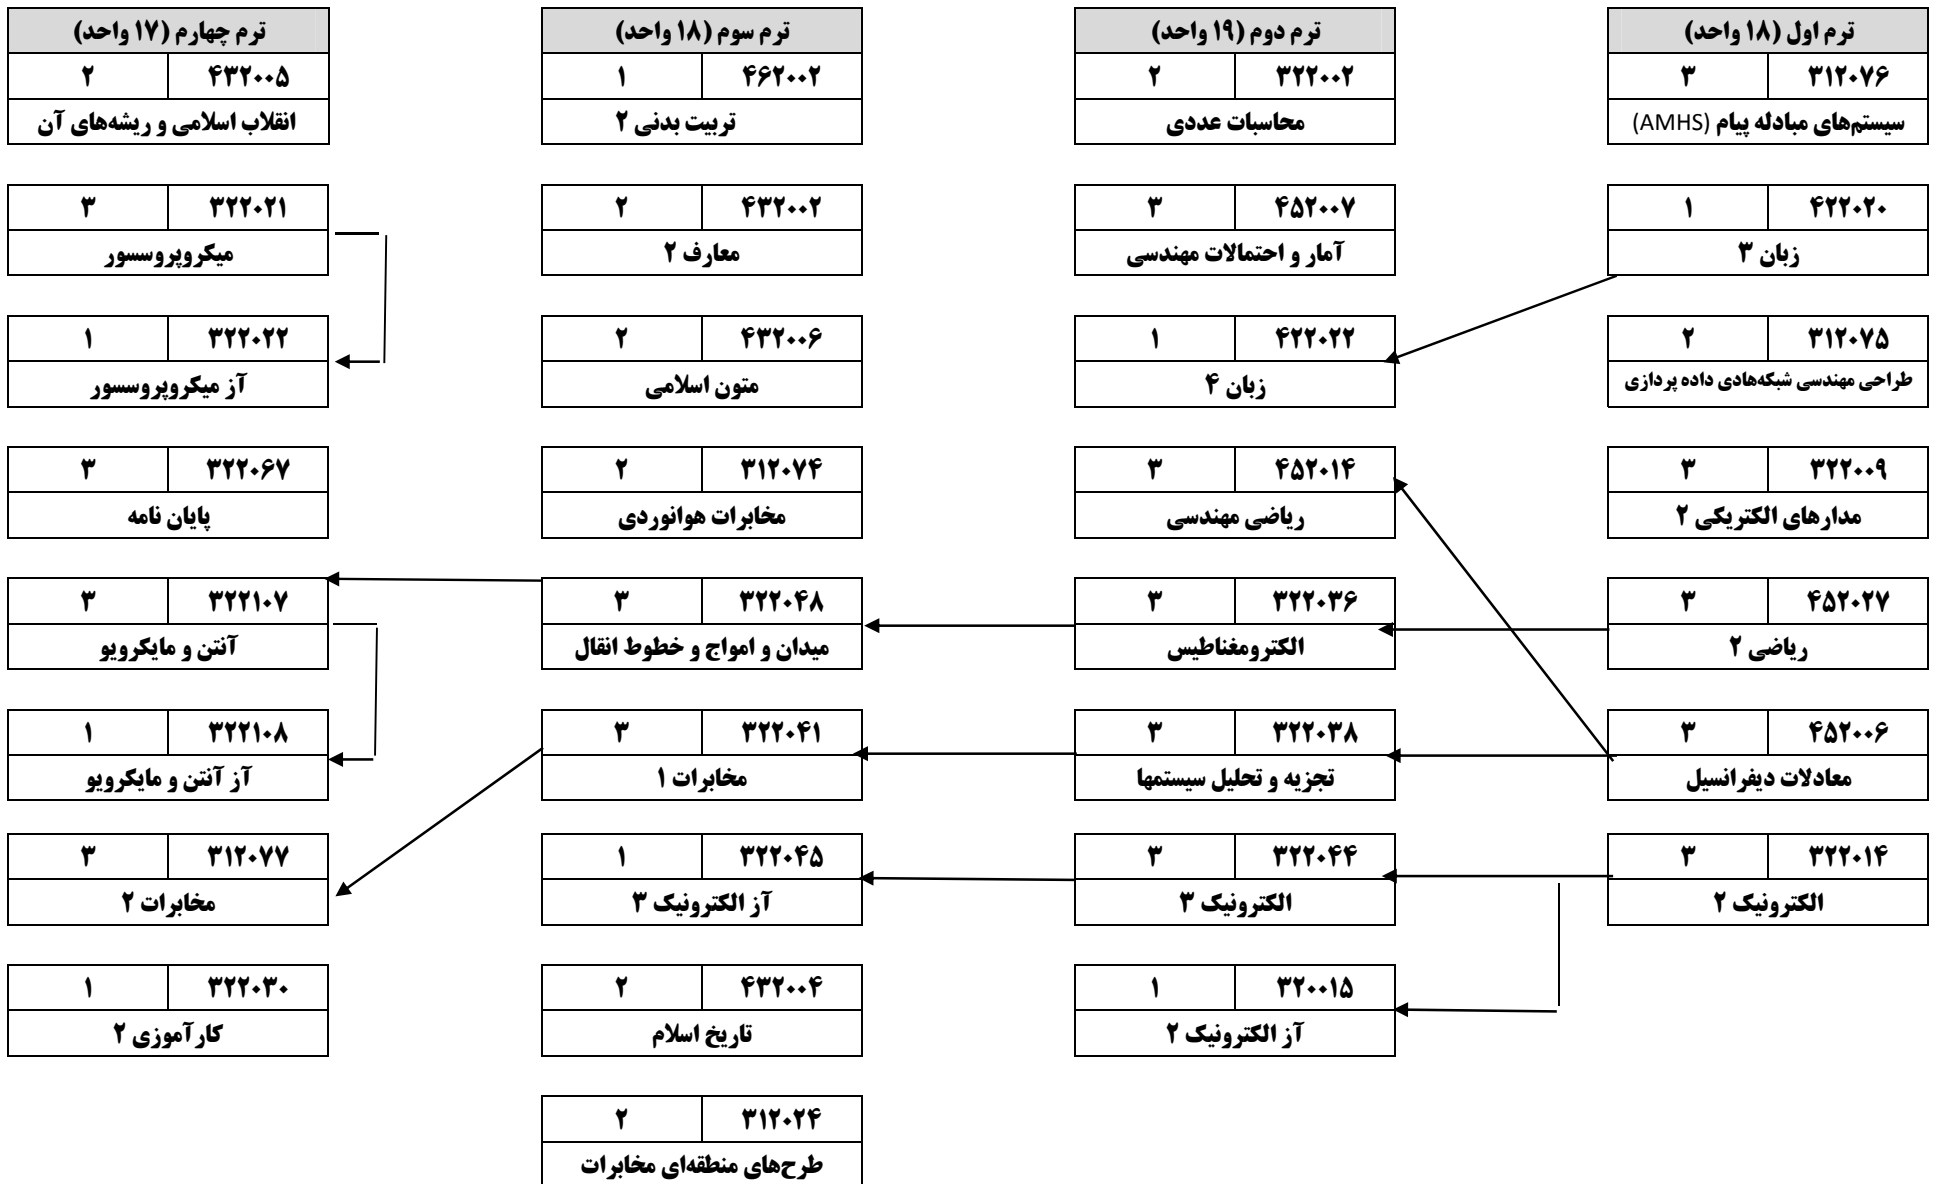 ترم اول (۱۸ واحد)
۳۱۲۰۷۶ ۳
سیستم‌های مبادله پیام (AMHS)
۴۲۲۰۲۰ ۱
زبان ۳
۳۱۲۰۷۵ ۲
طراحی مهندسی شبکه‌هادی داده پردازی
۳۲۲۰۰۹ ۳
مدارهای الکتریکی ۲
۴۵۲۰۲۷ ۳
ریاضی ۲
۴۵۲۰۰۶ ۳
معادلات دیفرانسیل
۳۲۲۰۱۴ ۳
الکترونیک ۲
ترم دوم (۱۹ واحد)
۳۲۲۰۰۲ ۲
محاسبات عددی
۴۵۲۰۰۷ ۳
آمار و احتمالات مهندسی
۴۲۲۰۲۲ ۱
زبان ۴
۴۵۲۰۱۴ ۳
ریاضی مهندسی
۳۲۲۰۳۶ ۳
الکترومغناطیس
۳۲۲۰۳۸ ۳
تجزیه و تحلیل سیستمها
۳۲۲۰۴۴ ۳
الکترونیک ۳
۳۲۰۰۱۵ ۱
آز الکترونیک ۲
ترم سوم (۱۸ واحد)
۴۶۲۰۰۲ ۱
تربیت بدنی ۲
۴۳۲۰۰۲ ۲
معارف ۲
۴۳۲۰۰۶ ۲
متون اسلامی
۳۱۲۰۷۴ ۲
مخابرات هوانوردی
۳۲۲۰۴۸ ۳
میدان و امواج و خطوط انقال
۳۲۲۰۴۱ ۳
مخابرات ۱
۳۲۲۰۴۵ ۱
آز الکترونیک ۳
۴۳۲۰۰۴ ۲
تاریخ اسلام
۳۱۲۰۲۴ ۲
طرح‌های منطقه‌ای مخابرات
ترم چهارم (۱۷ واحد)
۴۳۲۰۰۵ ۲
انقلاب اسلامی و ریشه‌های آن
۳۲۲۰۲۱ ۳
میکروپروسسور
۳۲۲۰۲۲ ۱
آز میکروپروسسور
۳۲۲۰۶۷ ۳
پایان نامه
۳۲۲۱۰۷ ۳
آنتن و مایکرویو
۳۲۲۱۰۸ ۱
آز آنتن و مایکرویو
۳۱۲۰۷۷ ۳
مخابرات ۲
۳۲۲۰۳۰ ۱
کارآموزی ۲